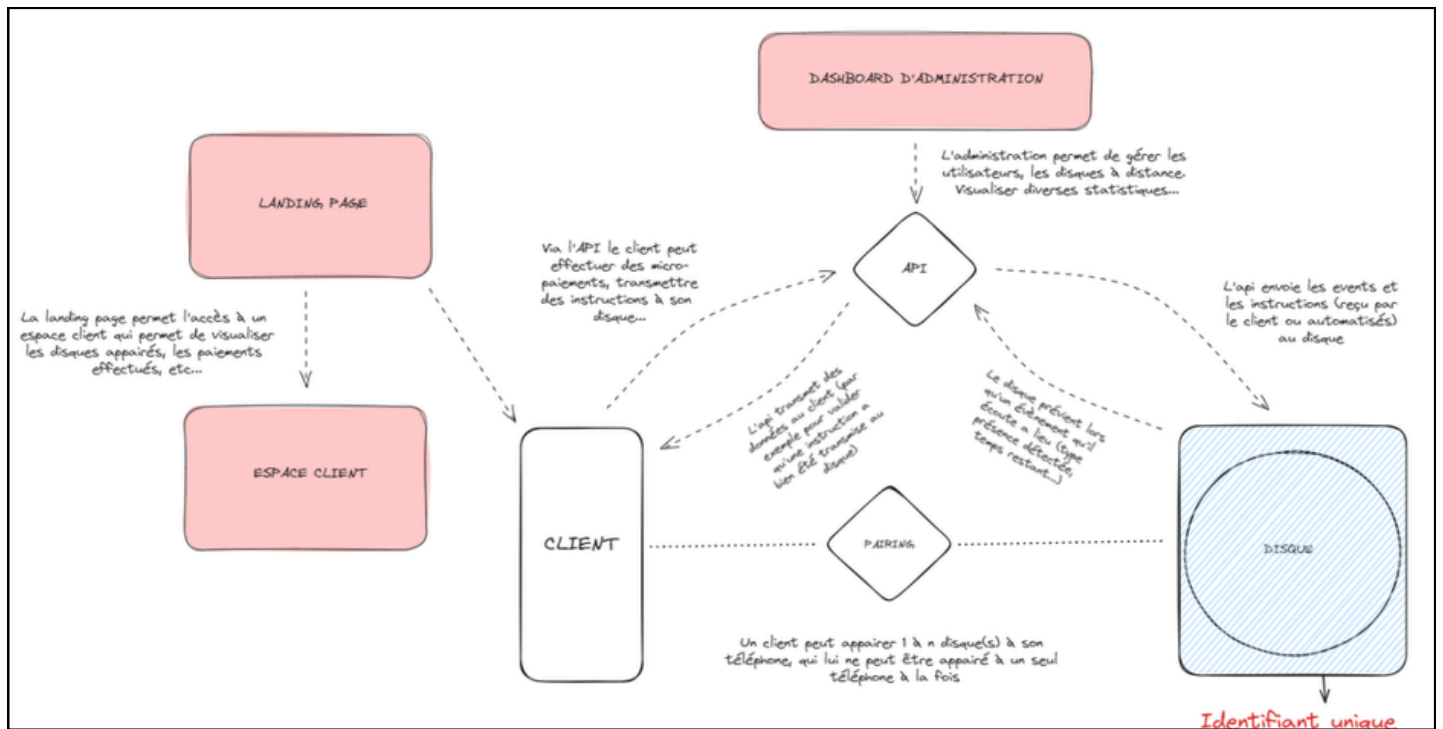 DASHBOARD D'ADMINISTRATION
L'administration permet de gérer les
utilisateurs, les disques à distance.
Visualiser diverses statistiques...
LANDING PAGE
La landing page permet l'accès à un
espace client qui permet de visualiser
les disques appairés, les paiements
effectués, etc...
ESPACE CLIENT
Via l'API le client peut
effectuer des micro-
paiements, transmettre
des instructions à son
disque...
API
L'api envoie les events et
les instructions (reçu par
le client ou automatisés)
au disque
L'api transmet des
données au client (par
exemple pour valider
qu'une instruction a
bien été transmise au
disque)
Le disque prévient lors
qu'un évènement qu'il
écoute a lieu (type
présence détectée,
temps restant...)
CLIENT
PAIRING
DISQUE
Un client peut appairer 1 à n disque(s) à son
téléphone, qui lui ne peut être appairé à un seul
téléphone à la fois
Identifiant unique